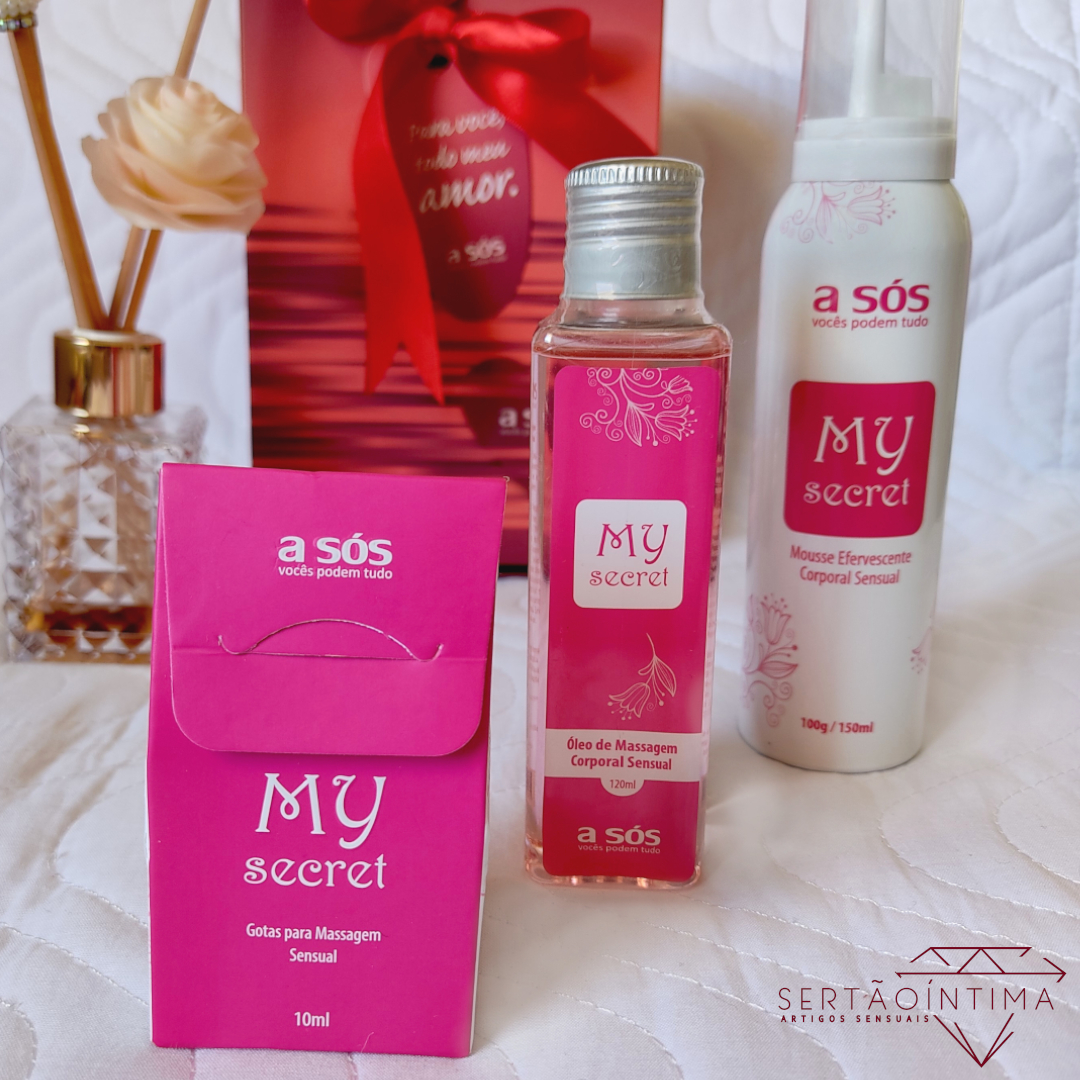 Para você,
todo meu
amor.
a sós
a sós
vocês podem tudo
My
secret
Mousse Efervescente
Corporal Sensual
100g / 150ml
My
secret
Óleo de Massagem
Corporal Sensual
120ml
a sós
vocês podem tudo
a sós
vocês podem tudo
My
secret
Gotas para Massagem
Sensual
10ml
SERTÃOÍNTIMA
ARTIGOS SENSUAIS